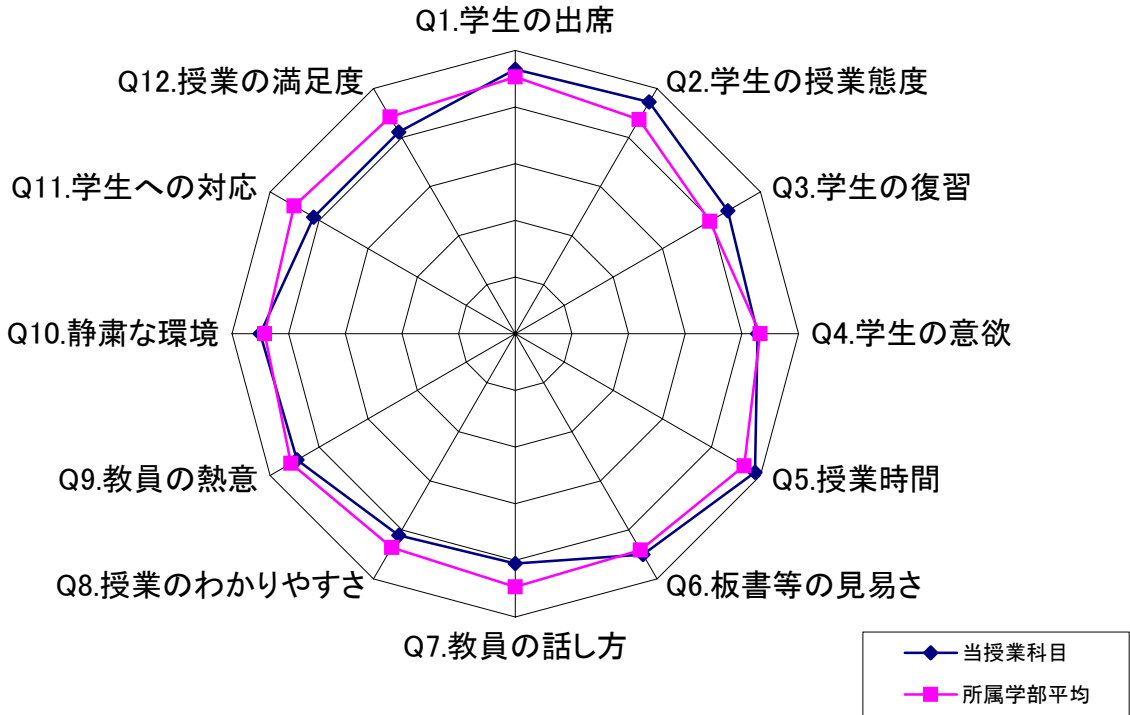 Q1.学生の出席
Q2.学生の授業態度
Q3.学生の復習
Q4.学生の意欲
Q5.授業時間
Q6.板書等の見易さ
Q7.教員の話し方
Q8.授業のわかりやすさ
Q9.教員の熱意
Q10.静粛な環境
Q11.学生への対応
Q12.授業の満足度
当授業科目
所属学部平均